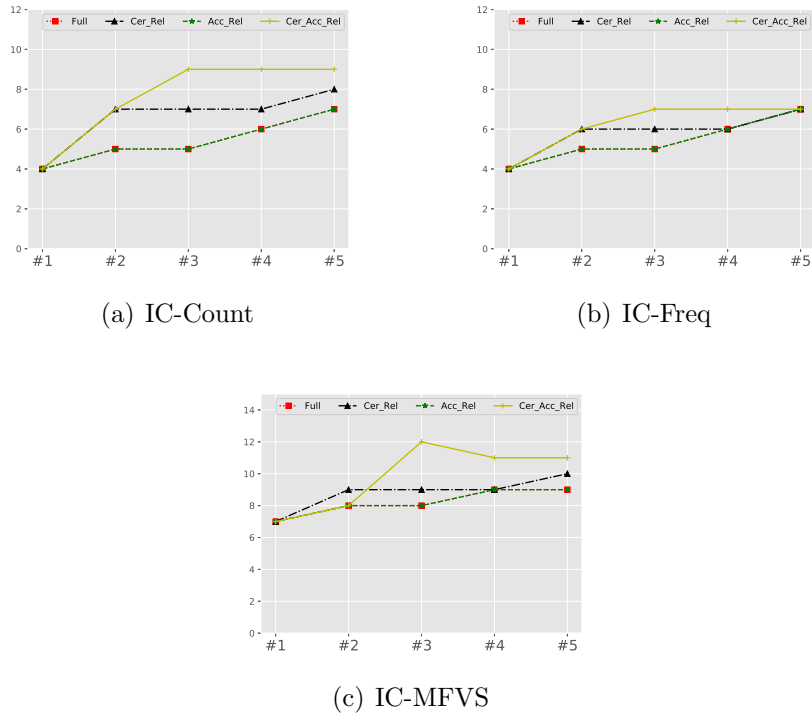 12
Full Cer_Rel Acc_Rel Cer_Acc_Rel
10
8
6
4
2
0
#1 #2 #3 #4 #5
(a) IC-Count
12
Full Cer_Rel Acc_Rel Cer_Acc_Rel
10
8
6
4
2
0
#1 #2 #3 #4 #5
(b) IC-Freq
Full Cer_Rel Acc_Rel Cer_Acc_Rel
14
12
10
8
6
4
2
0
#1 #2 #3 #4 #5
(c) IC-MFVS